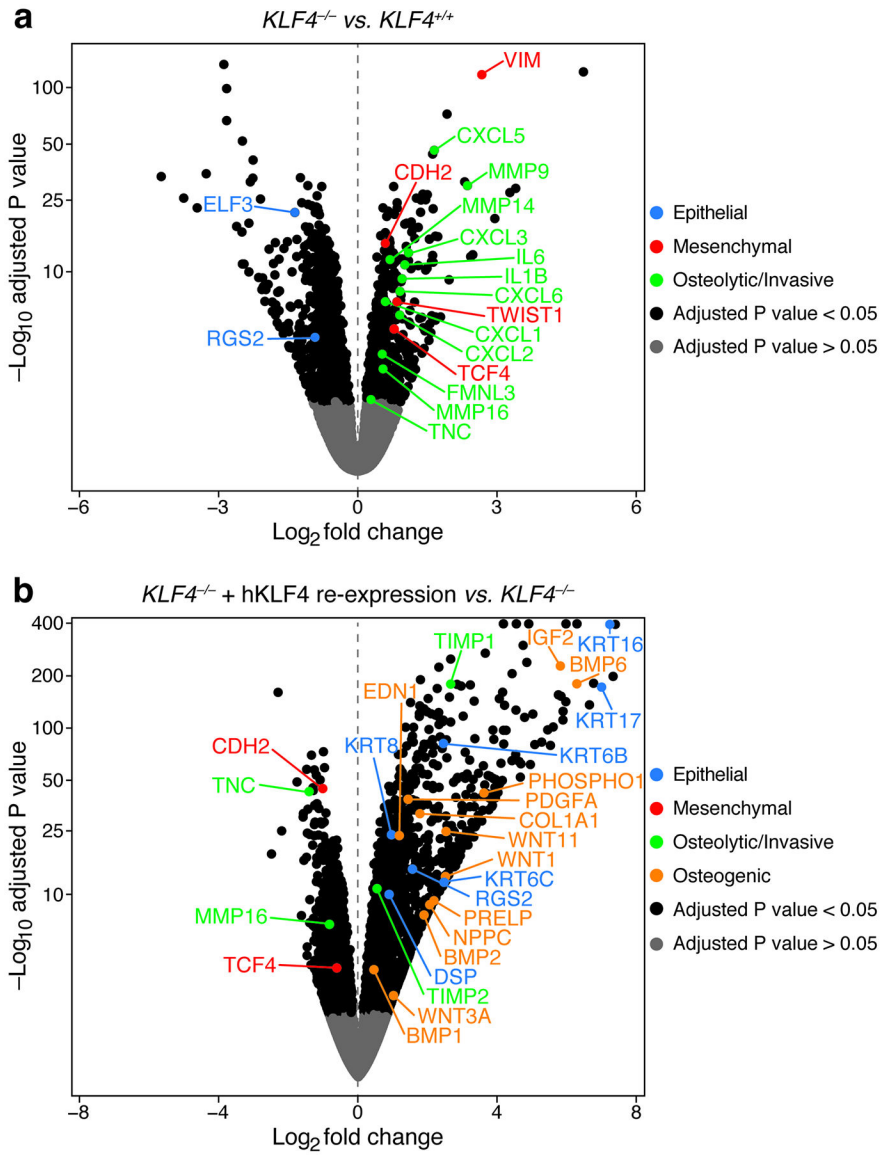 a
KLF4–/– vs. KLF4+/+
–Log10 adjusted P value
100
50
25
10
VIM
CXCL5
CDH2
MMP9
ELF3
MMP14
CXCL3
IL6
IL1B
CXCL6
TWIST1
RGS2
CXCL1
CXCL2
TCF4
FMNL3
MMP16
TNC
Epithelial
Mesenchymal
Osteolytic/Invasive
Adjusted P value < 0.05
Adjusted P value > 0.05
–6 –3 0 3 6
Log2 fold change
b
KLF4–/– + hKLF4 re-expression vs. KLF4–/–
–Log10 adjusted P value
400
200
100
50
25
10
TIMP1
IGF2
KRT16
BMP6
EDN1
KRT17
CDH2
KRT8
KRT6B
TNC
PHOSPHO1
PDGFA
COL1A1
WNT11
WNT1
KRT6C
RGS2
MMP16
PRELP
NPPC
BMP2
TCF4
DSP
TIMP2
WNT3A
BMP1
Epithelial
Mesenchymal
Osteolytic/Invasive
Osteogenic
Adjusted P value < 0.05
Adjusted P value > 0.05
–8 –4 0 4 8
Log2 fold change